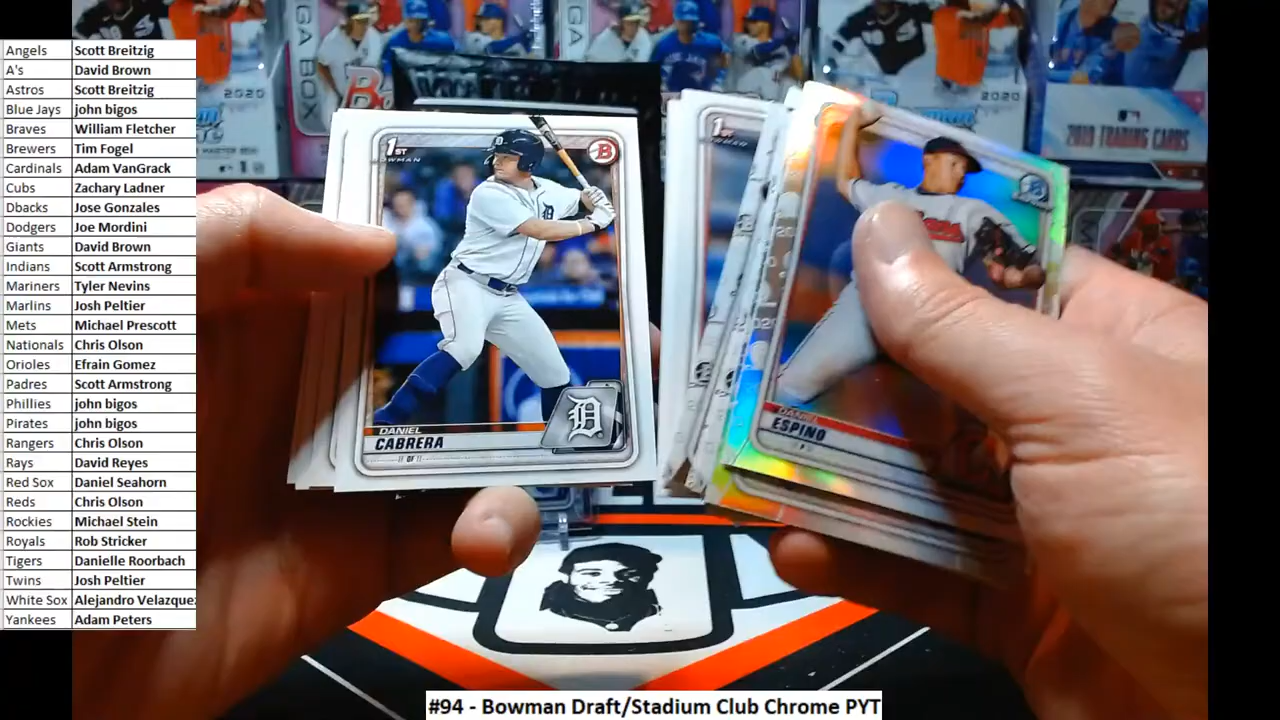 Angels Scott Breitzig
A's David Brown
Astros Scott Breitzig
Blue Jays john bigos
Braves William Fletcher
Brewers Tim Fogel
Cardinals Adam VanGrack
Cubs Zachary Ladner
Dbacks Jose Gonzales
Dodgers Joe Mordini
Giants David Brown
Indians Scott Armstrong
Mariners Tyler Nevins
Marlins Josh Peltier
Mets Michael Prescott
Nationals Chris Olson
Orioles Efrain Gomez
Padres Scott Armstrong
Phillies john bigos
Pirates john bigos
Rangers Chris Olson
Rays David Reyes
Red Sox Daniel Seahorn
Reds Chris Olson
Rockies Michael Stein
Royals Rob Stricker
Tigers Danielle Roorbach
Twins Josh Peltier
White Sox Alejandro Velazque
Yankees Adam Peters
2020
2020
2019 TRADING CARDS
1ST
BOWMAN
B
D
DANIEL
CABRERA
1ST
DANIEL
ESPINO
#94 - Bowman Draft/Stadium Club Chrome PYT